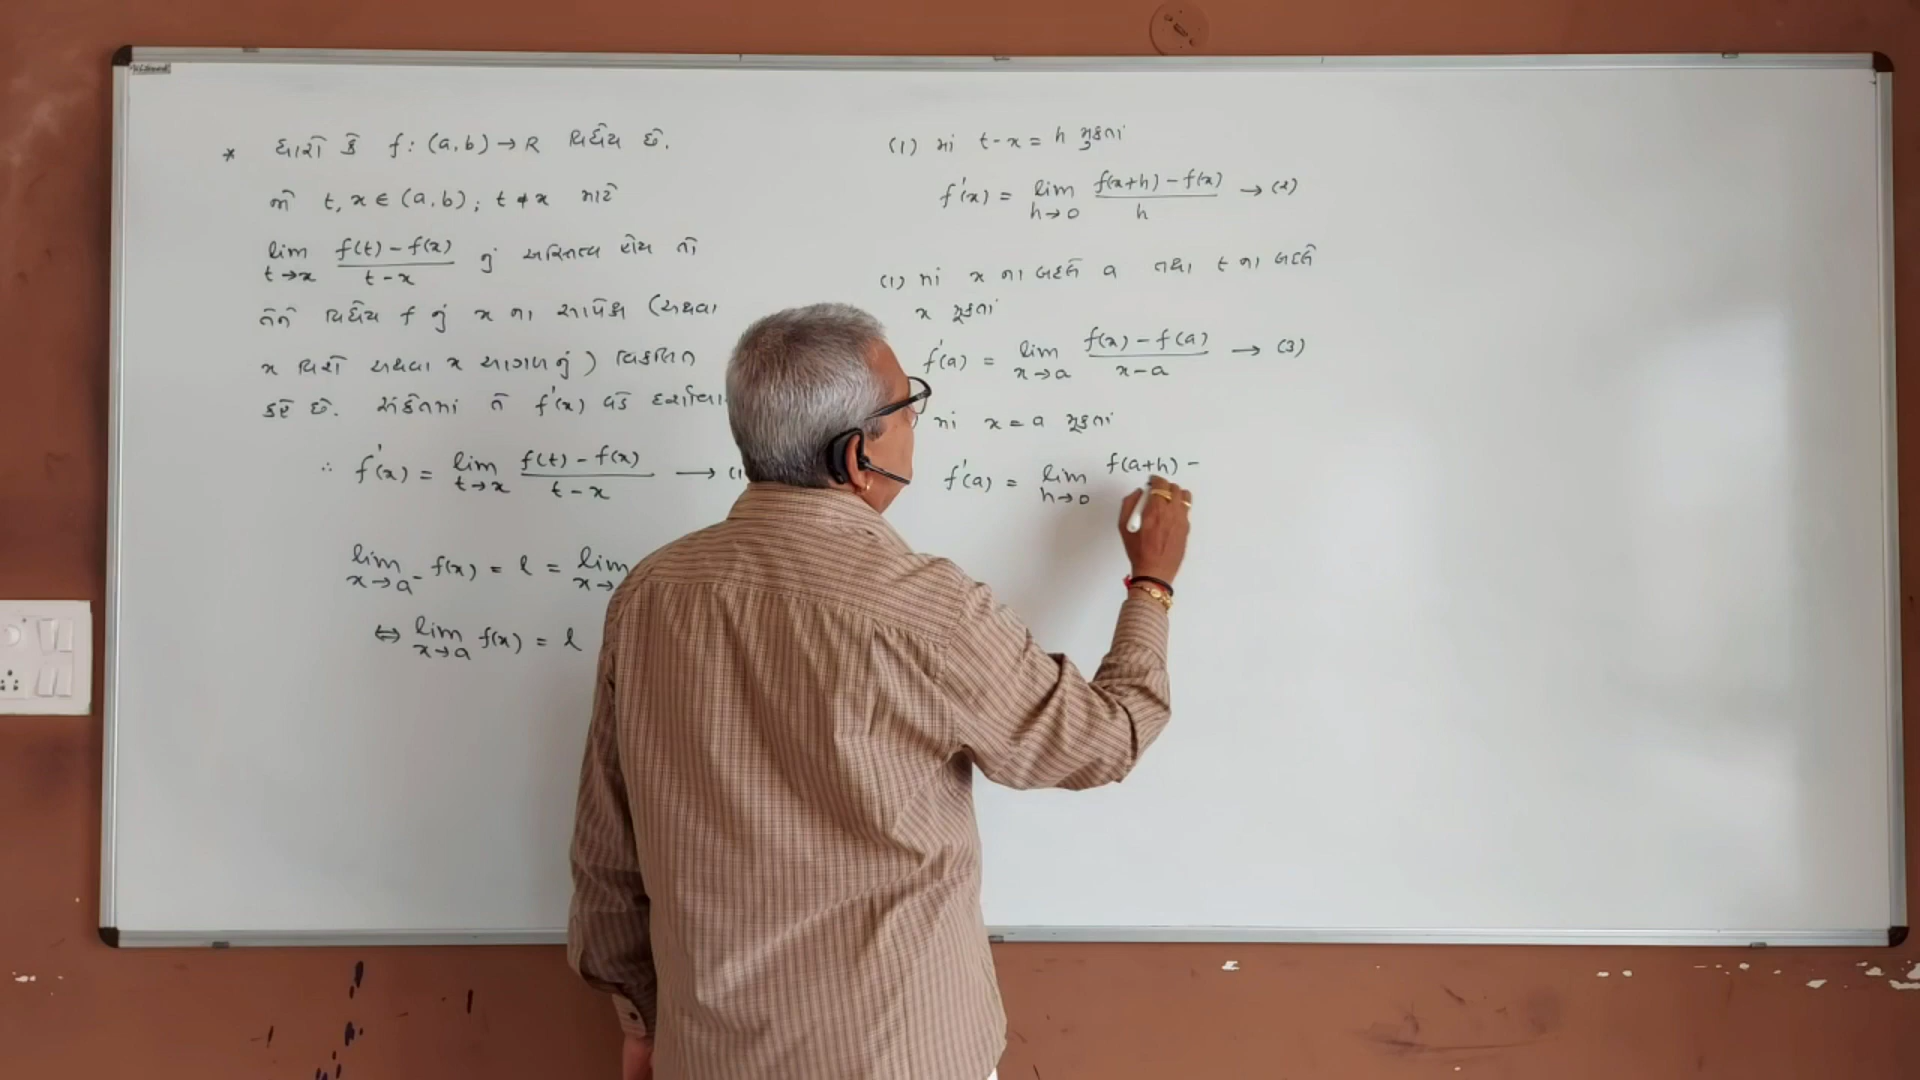 * ધારો કે f : (a, b) → R વિધેય છે.
જો t, x ∈ (a, b) ; t ≠ x માટે
lim t→x (f(t) – f(x))/(t – x) નું અસ્તિત્વ હોય તો
તેને વિધેય f નું x ના સાપેક્ષ (અથવા
x વિશે અથવા x આગળનું) વિકલિત
કહે છે. સંકેતમાં તે f'(x) વડે
∴ f'(x) = lim t→x (f(t) – f(x))/(t – x) → (1
lim x→a- f(x) = l = lim x→
⇔ lim x→a f(x) = l
(1) માં t - x = h મુકતાં
f'(x) = lim h→0 (f(x+h) – f(x))/h → (2)
(1) માં x ના બદલે a તથા t ના બદલે
x મૂકતાં
f'(a) = lim x→a (f(x) – f(a))/(x – a) → (3)
માં x = a મૂકતાં
f'(a) = lim h→0 f(a+h) –